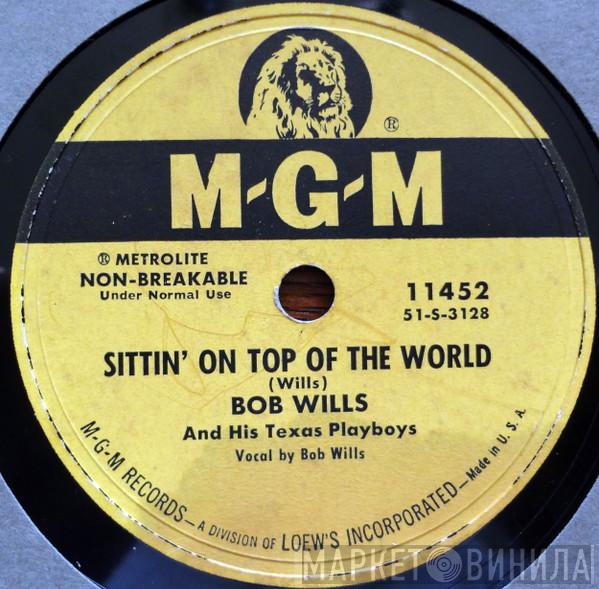 ®
M-G-M
® METROLITE
NON-BREAKABLE
Under Normal Use
11452
51-S-3128
SITTIN' ON TOP OF THE WORLD
(Wills)
BOB WILLS
And His Texas Playboys
Vocal by Bob Wills
M-G-M RECORDS—A DIVISION OF LOEW'S INCORPORATED—Made in U. S. A.
МАРКЕТ ВИНИЛА